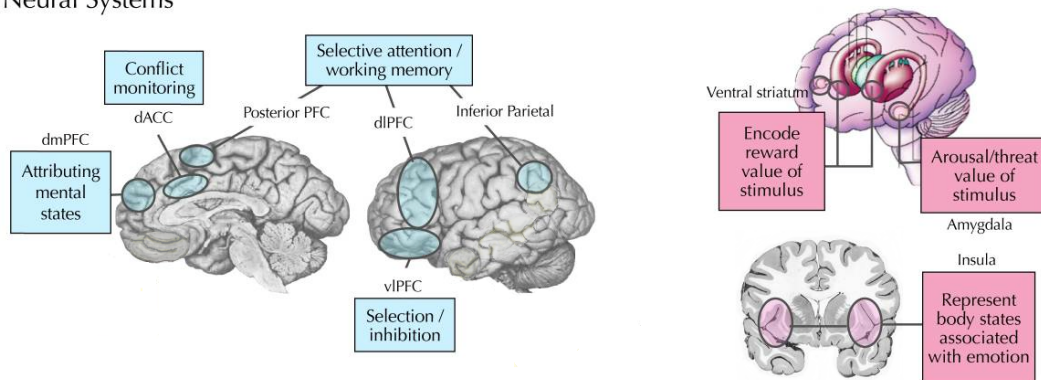 Neural Systems
Selective attention /
working memory
Conflict
monitoring
dACC
Posterior PFC
dlPFC
Inferior Parietal
dmPFC
Attributing
mental
states
vlPFC
Selection /
inhibition
Ventral striatum
Encode
reward
value of
stimulus
Arousal/threat
value of
stimulus
Amygdala
Insula
Represent
body states
associated
with emotion